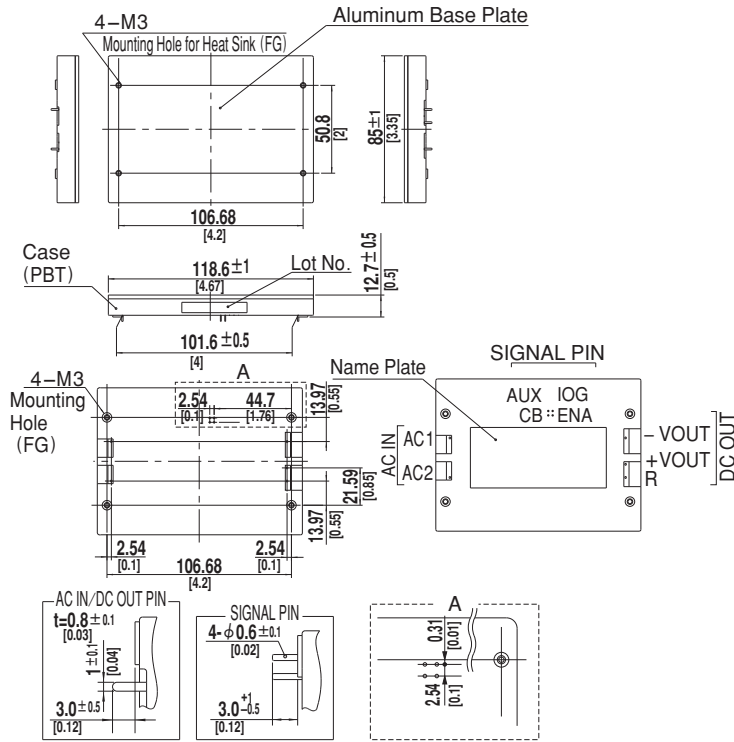 4-M3
Mounting Hole for Heat Sink (FG)
Aluminum Base Plate
50.8
[2]
85±1
[3.35]
106.68
[4.2]
Case
(PBT)
118.6±1
[4.67]
Lot No.
12.7±0.5
[0.5]
101.6±0.5
[4]
4-M3
Mounting
Hole
(FG)
A
2.54
[0.1]
44.7
[1.76]
13.97
[0.55]
21.59
[0.85]
13.97
[0.55]
2.54
[0.1]
2.54
[0.1]
106.68
[4.2]
Name Plate
SIGNAL PIN
AUX IOG
CB ENA
AC IN
AC1
AC2
-VOUT
+VOUT
R
DC OUT
AC IN/DC OUT PIN
t=0.8±0.1
[0.03]
1±0.1
[0.04]
3.0±0.5
[0.12]
SIGNAL PIN
4-φ0.6±0.1
[0.02]
3.0+1-0.5
[0.12]
A
0.31
[0.01]
2.54
[0.1]